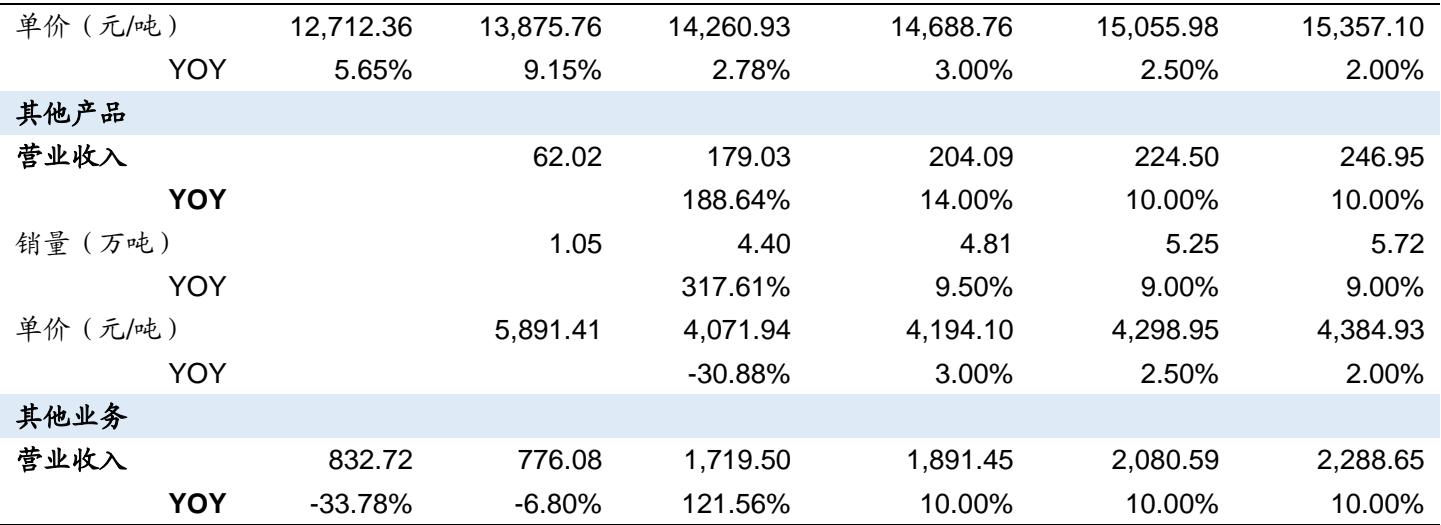 单价（元/吨） 12,712.36 13,875.76 14,260.93 14,688.76 15,055.98 15,357.10
YOY 5.65% 9.15% 2.78% 3.00% 2.50% 2.00%
其他产品
营业收入 62.02 179.03 204.09 224.50 246.95
YOY 188.64% 14.00% 10.00% 10.00%
销量（万吨） 1.05 4.40 4.81 5.25 5.72
YOY 317.61% 9.50% 9.00% 9.00%
单价（元/吨） 5,891.41 4,071.94 4,194.10 4,298.95 4,384.93
YOY -30.88% 3.00% 2.50% 2.00%
其他业务
营业收入 832.72 776.08 1,719.50 1,891.45 2,080.59 2,288.65
YOY -33.78% -6.80% 121.56% 10.00% 10.00% 10.00%